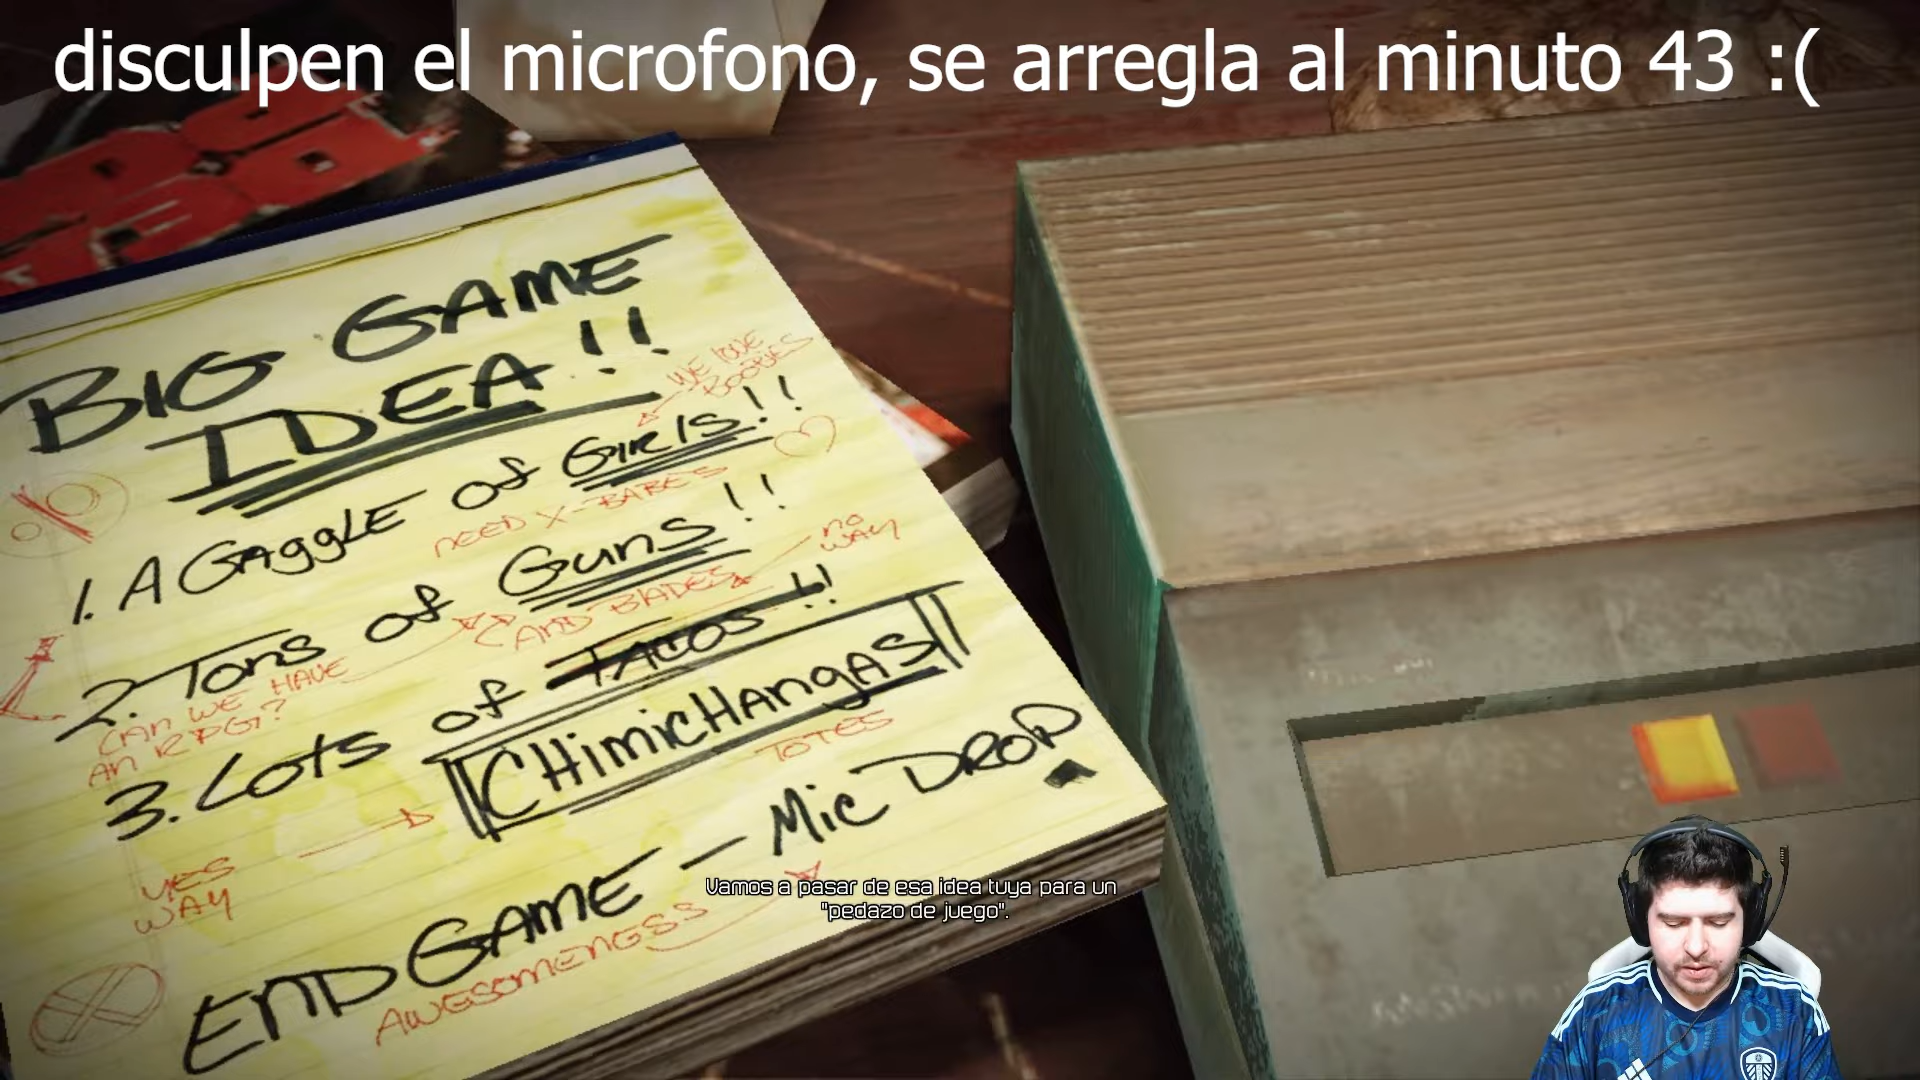 disculpen el microfono, se arregla al minuto 43 :(
BIG GAME
IDEA!!
WE LOVE
BOOBIES
1. A GAGGLE of GIRLS!!
NEED X-BABES
2. Tons of Guns!!
NO
WAY
(AND BLADES
CAN WE HAVE
AN RPG?
3. Lots of TACOS!!
CHIMICHANGAS
TOTES
YES
WAY
END GAME - Mic DROP
AWESOMENESS
Vamos a pasar de esa idea tuya para un
"pedazo de juego".